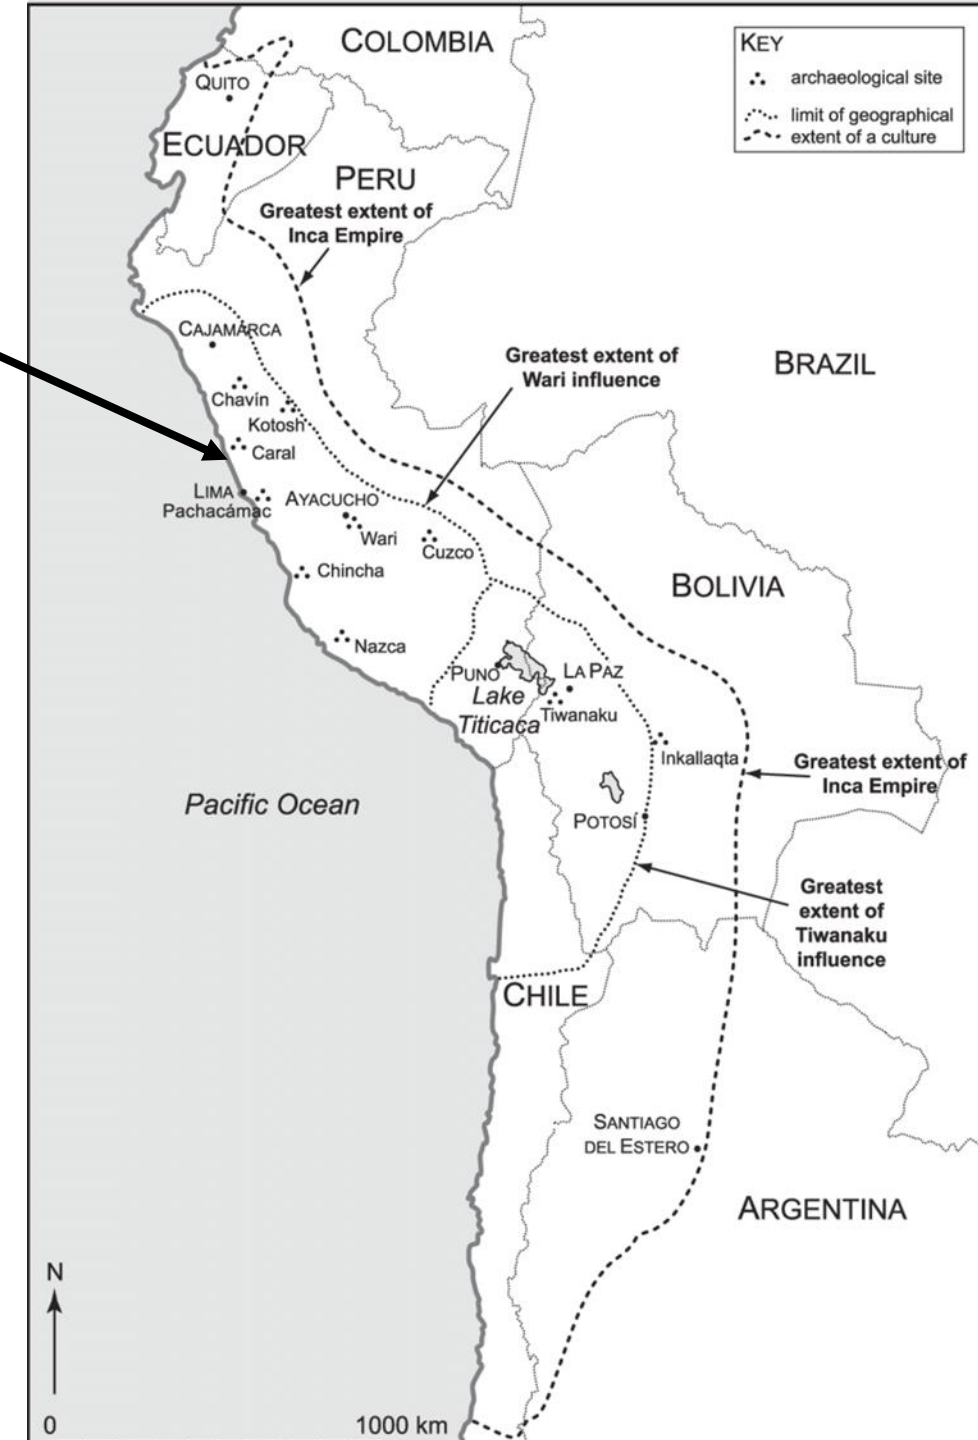 COLOMBIA
KEY
archaeological site
limit of geographical
extent of a culture
QUITO
ECUADOR
PERU
Greatest extent of
Inca Empire
CAJAMARCA
Greatest extent of
Wari influence
BRAZIL
Chavín
Kotosh
Caral
LIMA
Pachacámac
AYACUCHO
Wari
Cuzco
Chincha
BOLIVIA
Nazca
PUNO
LA PAZ
Lake
Titicaca
Tiwanaku
Inkallaqta
Greatest extent of
Inca Empire
Pacific Ocean
POTOSÍ
Greatest
extent of
Tiwanaku
influence
CHILE
SANTIAGO
DEL ESTERO
ARGENTINA
N
0
1000 km